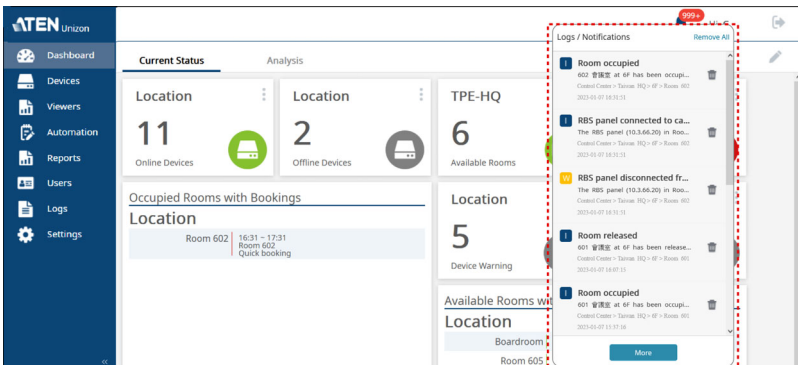 ATEN Unizon
999+
Dashboard
Devices
Viewers
Automation
Reports
Users
Logs
Settings
«
Current Status
Analysis
Location
11
Online Devices
Location
2
Offline Devices
TPE-HQ
6
Available Rooms
Occupied Rooms with Bookings
Location
Room 602
16:31 ~ 17:31
Room 602
Quick booking
Location
5
Device Warning
Available Rooms
Location
Boardroom
Room 605
Logs / Notifications
Remove All
I
Room occupied
602 會議室 at 6F has been occupi...
Control Center > Taiwan HQ > 6F > Room 602
2023-01-07 16:31:51
I
RBS panel connected to ca...
The RBS panel (10.3.66.20) in Roo...
Control Center > Taiwan HQ > 6F > Room 602
2023-01-07 16:31:51
W
RBS panel disconnected fr...
The RBS panel (10.3.66.20) in Roo...
Control Center > Taiwan HQ > 6F > Room 602
2023-01-07 16:31:51
I
Room released
601 會議室 at 6F has been release...
Control Center > Taiwan HQ > 6F > Room 601
2023-01-07 16:07:13
I
Room occupied
601 會議室 at 6F has been occupi...
Control Center > Taiwan HQ > 6F > Room 601
2023-01-07 13:57:16
More